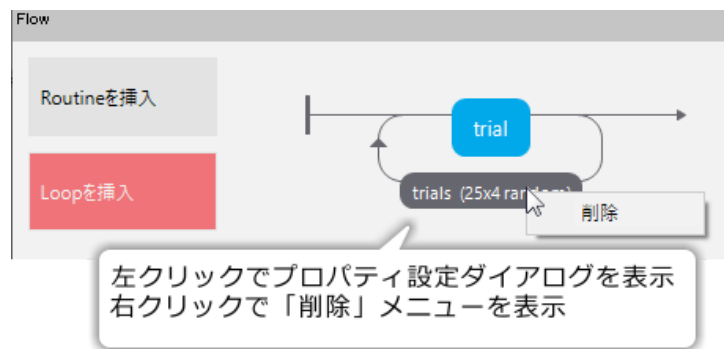 Flow
Routineを挿入
trial
Loopを挿入
trials (25x4 random)
削除
左クリックでプロパティ設定ダイアログを表示
右クリックで「削除」メニューを表示